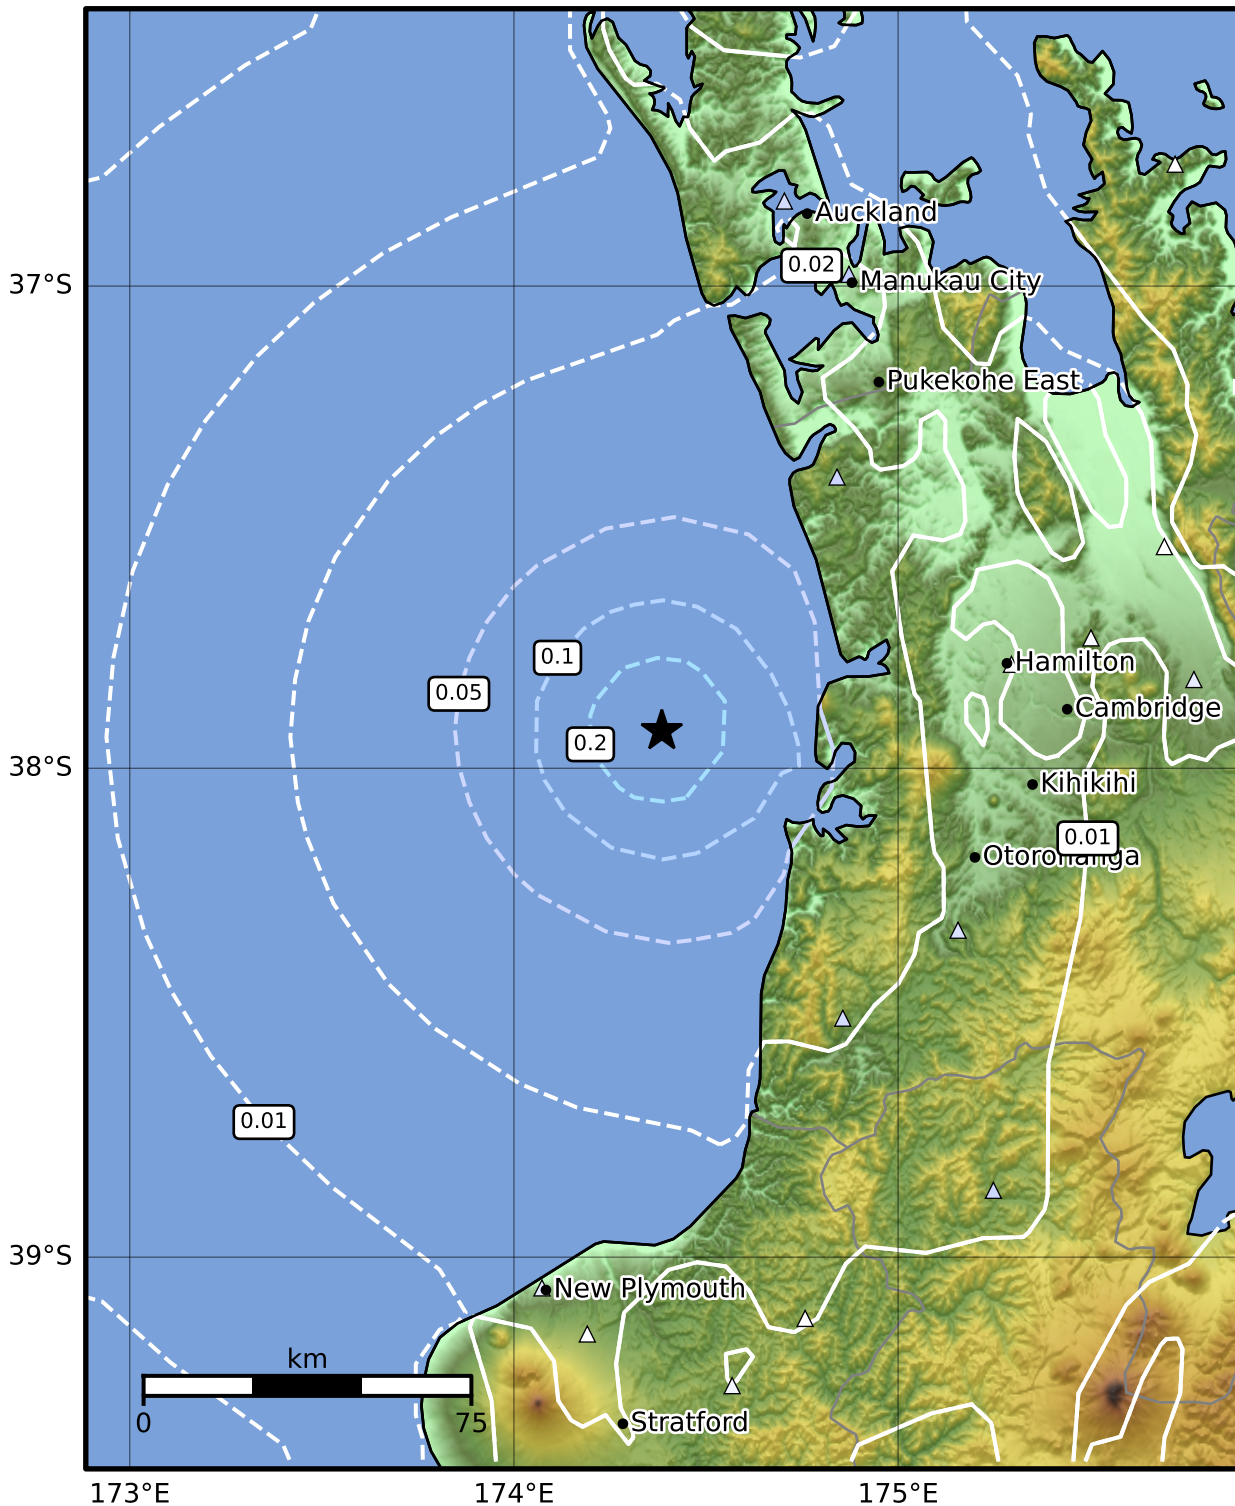 Auckland
0.02
Manukau City
37°S
Pukekohe East
0.1
Hamilton
0.05
Cambridge
0.2
38°S
Kihikihi
0.01
Otorohanga
0.01
39°S
New Plymouth
km
0
75
Stratford
173°E
174°E
175°E